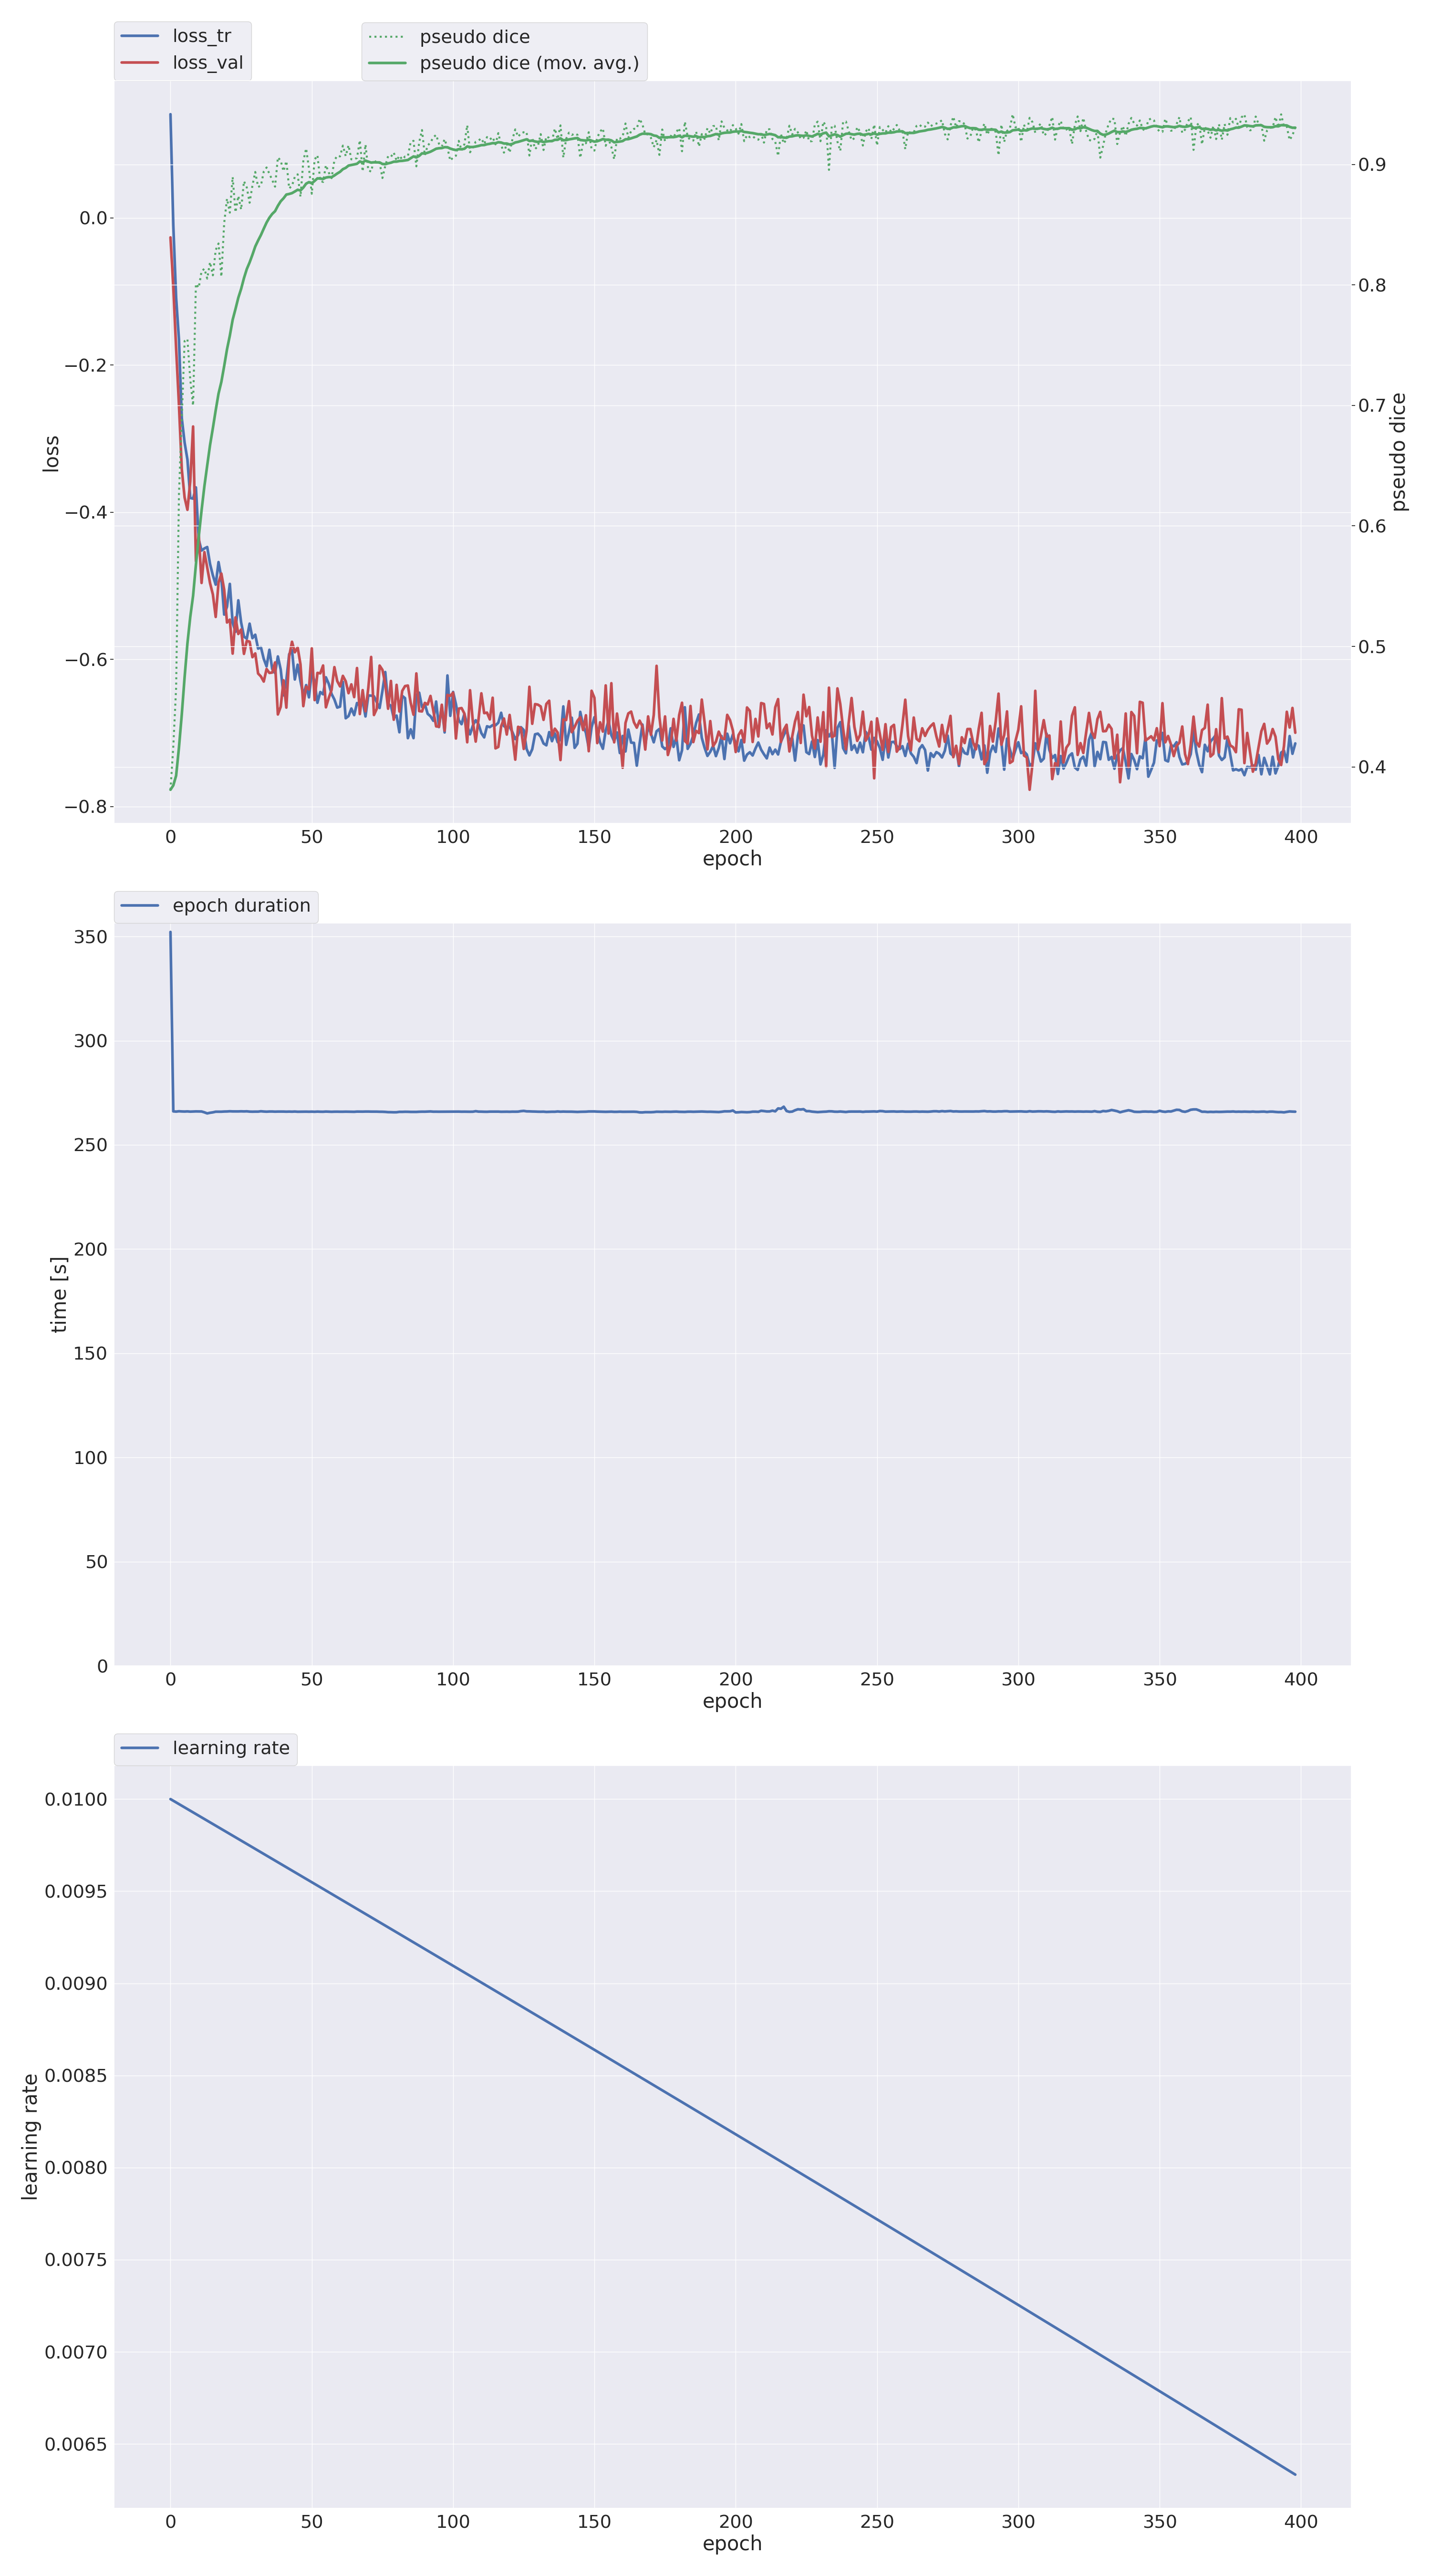 loss_tr
loss_val
pseudo dice
pseudo dice (mov. avg.)
0.0
−0.2
−0.4
−0.6
−0.8
loss
0.9
0.8
0.7
0.6
0.5
0.4
pseudo dice
0 50 100 150 200 250 300 350 400
epoch
epoch duration
350
300
250
200
150
100
50
0
time [s]
0 50 100 150 200 250 300 350 400
epoch
learning rate
0.0100
0.0095
0.0090
0.0085
0.0080
0.0075
0.0070
0.0065
learning rate
0 50 100 150 200 250 300 350 400
epoch